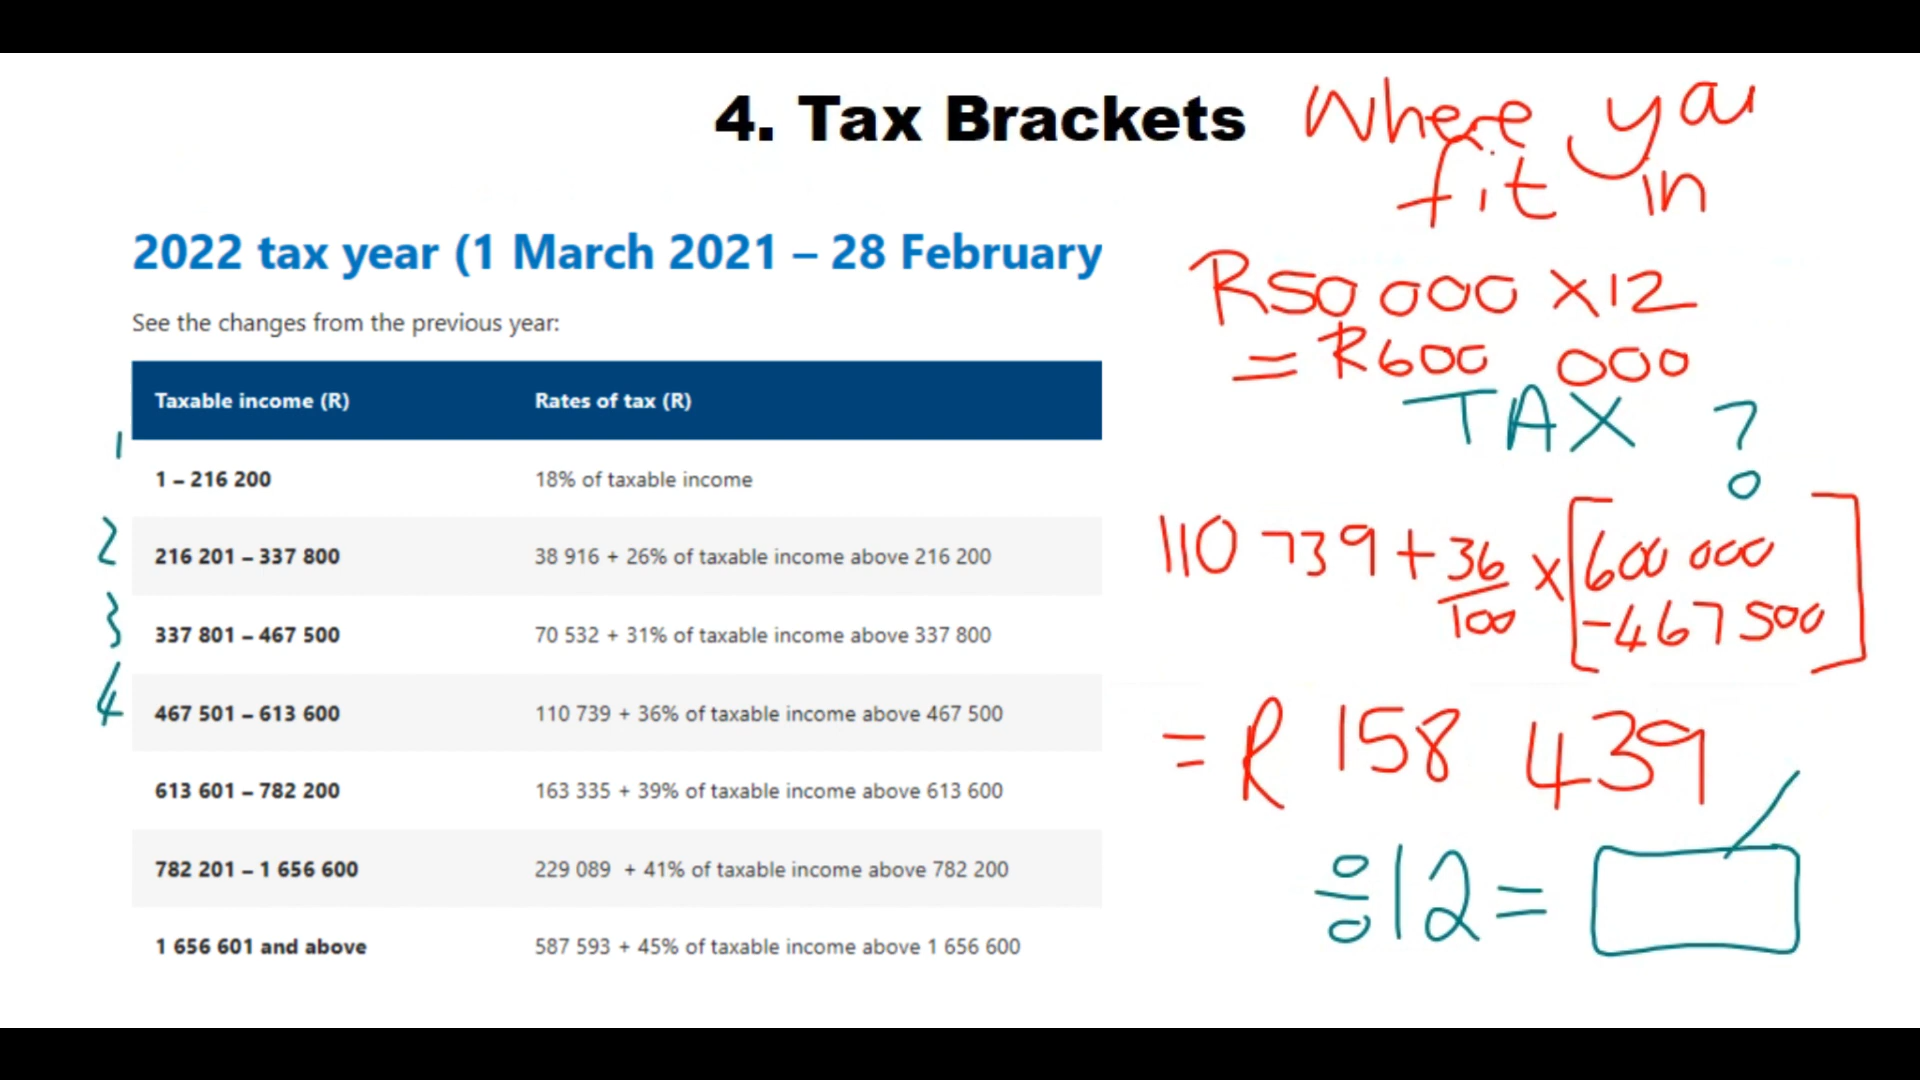 4. Tax Brackets
Where you
fit in
2022 tax year (1 March 2021 – 28 February
See the changes from the previous year:
Taxable income (R) Rates of tax (R)
1 1 – 216 200 18% of taxable income
2 216 201 – 337 800 38 916 + 26% of taxable income above 216 200
3 337 801 – 467 500 70 532 + 31% of taxable income above 337 800
4 467 501 – 613 600 110 739 + 36% of taxable income above 467 500
613 601 – 782 200 163 335 + 39% of taxable income above 613 600
782 201 – 1 656 600 229 089 + 41% of taxable income above 782 200
1 656 601 and above 587 593 + 45% of taxable income above 1 656 600
R50 000 x12
= R600 000
TAX ?
110 739 + 36/100 x [600 000
- 467 500]
= R 158 439
÷ 12 =